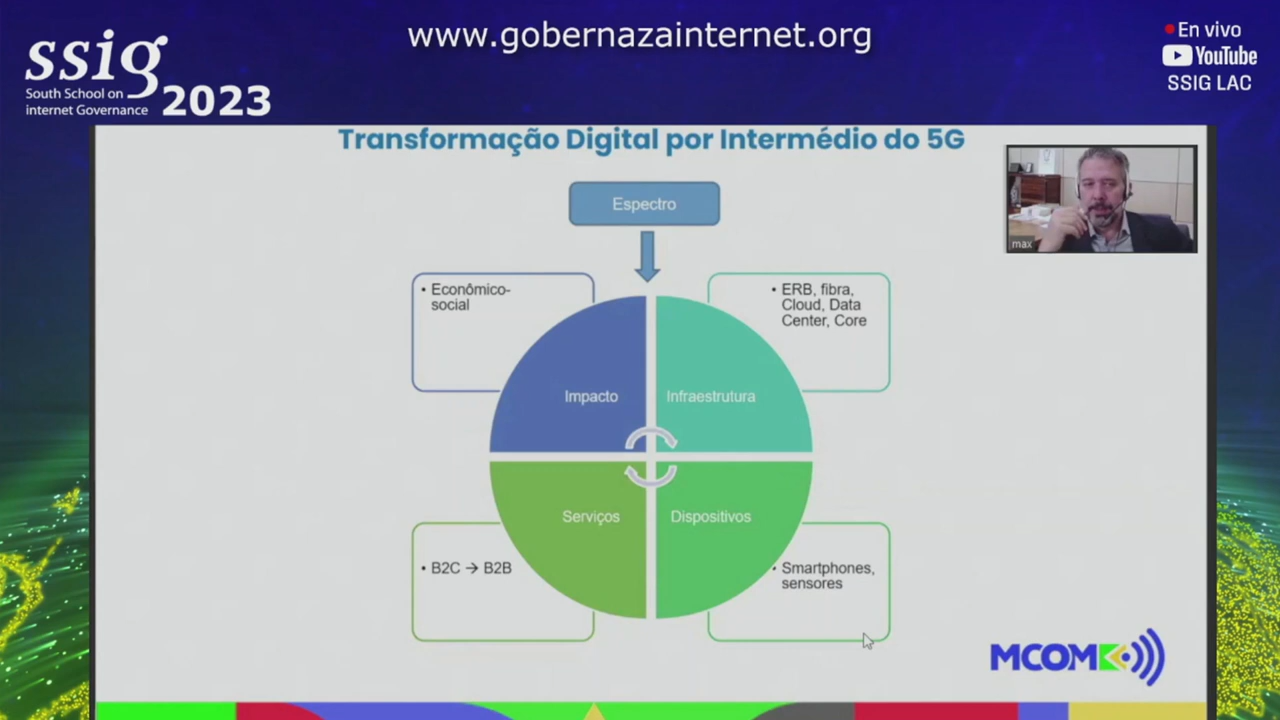 www.gobernazainternet.org
ssig
South School on
internet Governance
2023
En vivo
YouTube
SSIG LAC
Transformação Digital por Intermédio do 5G
max
Espectro
• Econômico-
social
• ERB, fibra,
Cloud, Data
Center, Core
Impacto
Infraestrutura
Serviços
Dispositivos
• B2C → B2B
• Smartphones,
sensores
MCOM